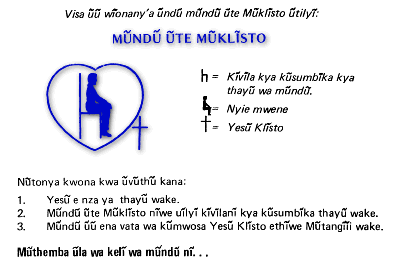 Visa ũũ wĩonany'a ũndũ mũndũ ũte Mũklĩsto ũtilyĩ:
MŨNDŨ ŨTE MŨKLĨSTO
h = Kĩvĩla kya kũsumbĩka kya
thayũ wa mũndũ.
= Nyie mwene
† = Yesũ Klĩsto
Nũtonya kwona kwa ũvũthũ kana:
1. Yesũ e nza ya thayũ wake.
2. Mũndũ ũte Mũklĩsto nĩwe uĩlyĩ kĩvĩlanĩ kya kũsumbĩka thayũ wake.
3. Mũndũ ũũ ena vata wa kũmwosa Yesũ Klĩsto ethĩwe Mũtangĩĩi wake.
Mũthemba ũla wa kelĩ wa mũndũ nĩ. . .